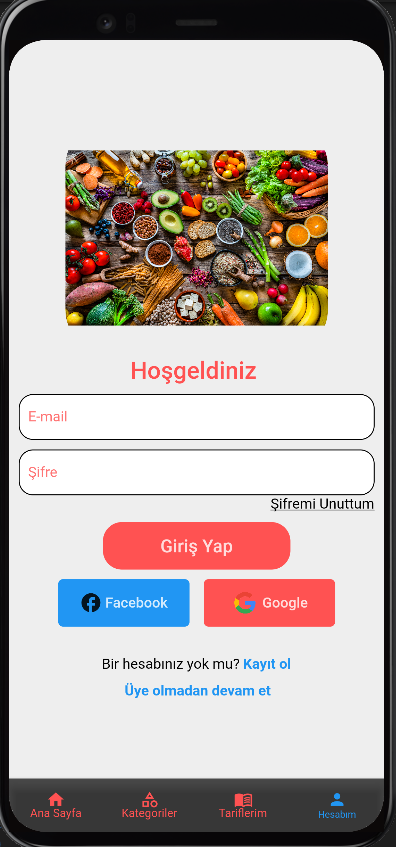 Hoşgeldiniz
E-mail
Şifre
Şifremi Unuttum
Giriş Yap
Facebook Google
Bir hesabınız yok mu? Kayıt ol
Üye olmadan devam et
Ana Sayfa Kategoriler Tariflerim Hesabım